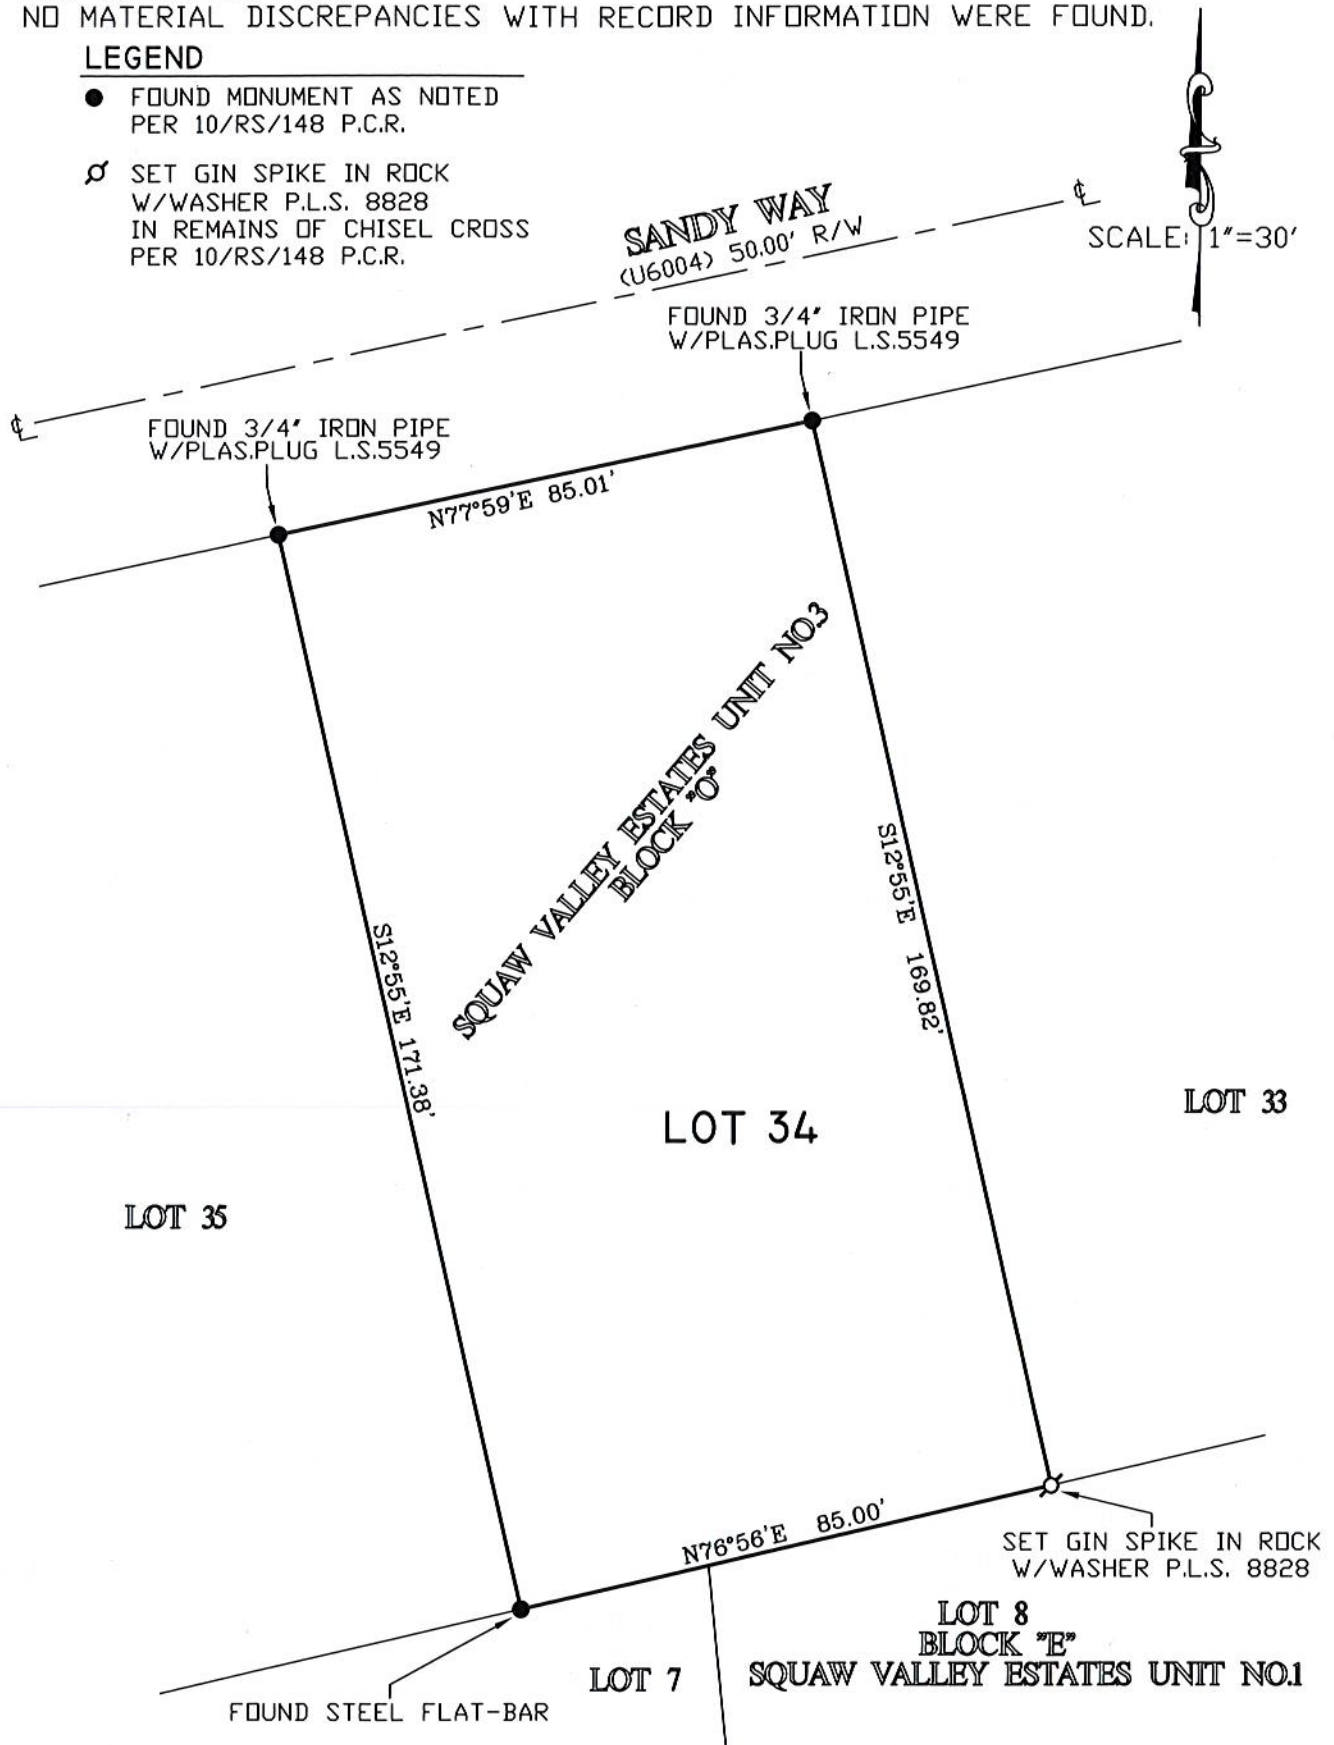 NO MATERIAL DISCREPANCIES WITH RECORD INFORMATION WERE FOUND.
LEGEND
FOUND MONUMENT AS NOTED
PER 10/RS/148 P.C.R.
SET GIN SPIKE IN ROCK
W/WASHER P.L.S. 8828
IN REMAINS OF CHISEL CROSS
PER 10/RS/148 P.C.R.
SANDY WAY
(U6004) 50.00' R/W
℄
SCALE: 1"=30'
FOUND 3/4" IRON PIPE
W/PLAS.PLUG L.S.5549
℄
FOUND 3/4" IRON PIPE
W/PLAS.PLUG L.S.5549
N77°59'E 85.01'
SQUAW VALLEY ESTATES UNIT NO.3
BLOCK "O"
S12°55'E 169.82'
S12°55'E 171.38'
LOT 34
LOT 33
LOT 35
N76°56'E 85.00'
SET GIN SPIKE IN ROCK
W/WASHER P.L.S. 8828
LOT 8
BLOCK "E"
SQUAW VALLEY ESTATES UNIT NO.1
LOT 7
FOUND STEEL FLAT-BAR